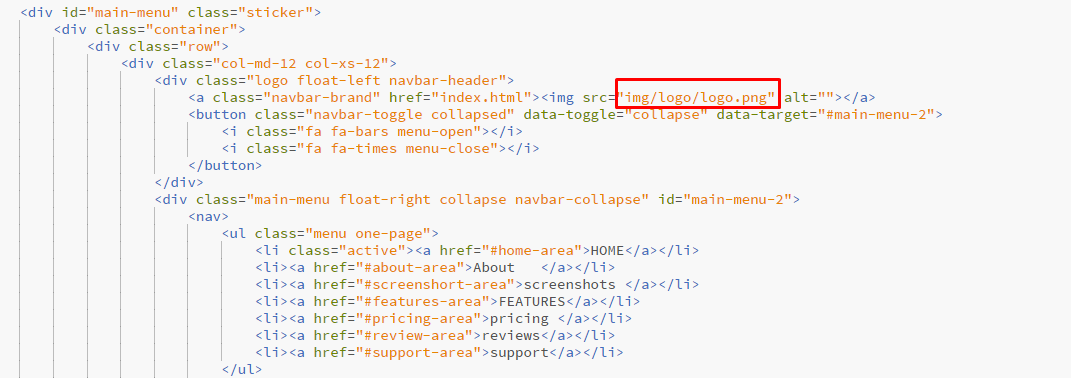 <div id="main-menu" class="sticker">
<div class="container">
<div class="row">
<div class="col-md-12 col-xs-12">
<div class="logo float-left navbar-header">
<a class="navbar-brand" href="index.html"><img src="img/logo/logo.png" alt=""></a>
<button class="navbar-toggle collapsed" data-toggle="collapse" data-target="#main-menu-2">
<i class="fa fa-bars menu-open"></i>
<i class="fa fa-times menu-close"></i>
</button>
</div>
<div class="main-menu float-right collapse navbar-collapse" id="main-menu-2">
<nav>
<ul class="menu one-page">
<li class="active"><a href="#home-area">HOME</a></li>
<li><a href="#about-area">About   </a></li>
<li><a href="#screenshort-area">screenshots </a></li>
<li><a href="#features-area">FEATURES</a></li>
<li><a href="#pricing-area">pricing </a></li>
<li><a href="#review-area">reviews</a></li>
<li><a href="#support-area">support</a></li>
</ul>